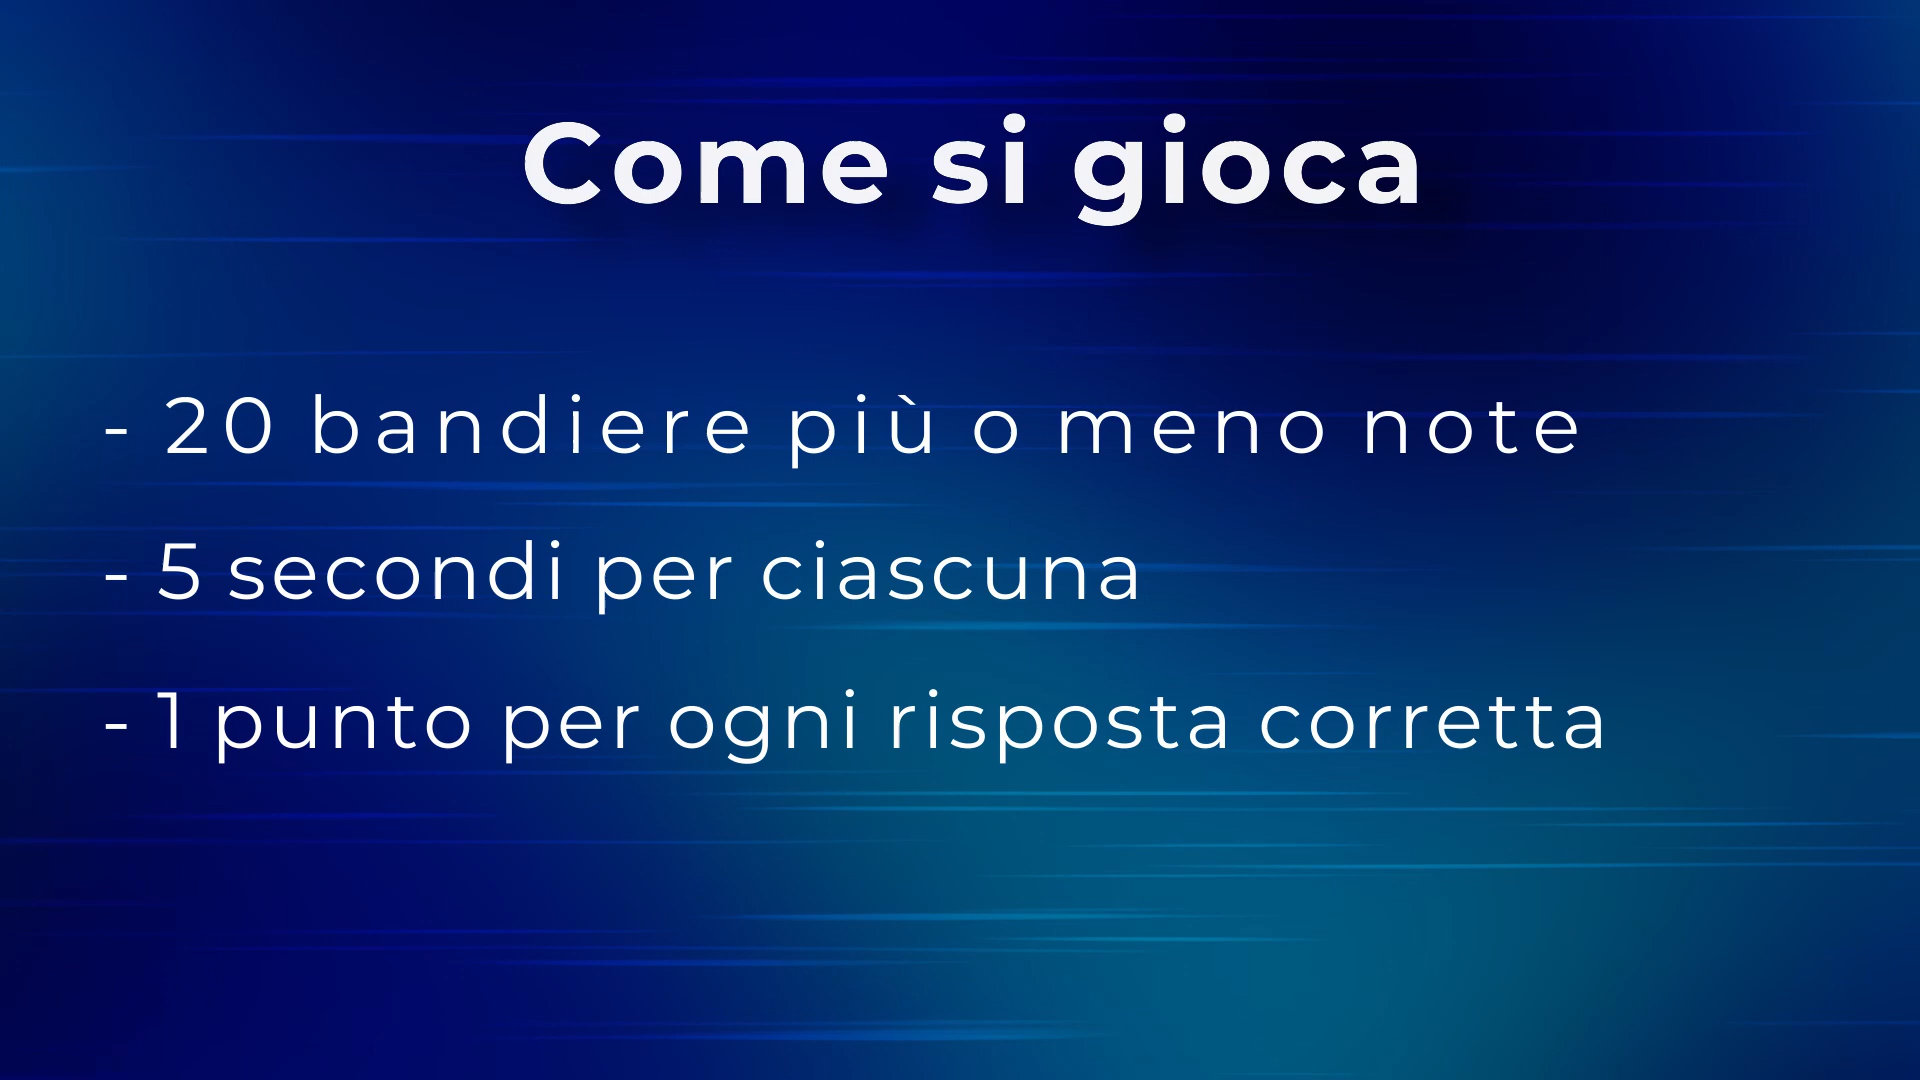 Come si gioca
- 20 bandiere più o meno note
- 5 secondi per ciascuna
- 1 punto per ogni risposta corretta